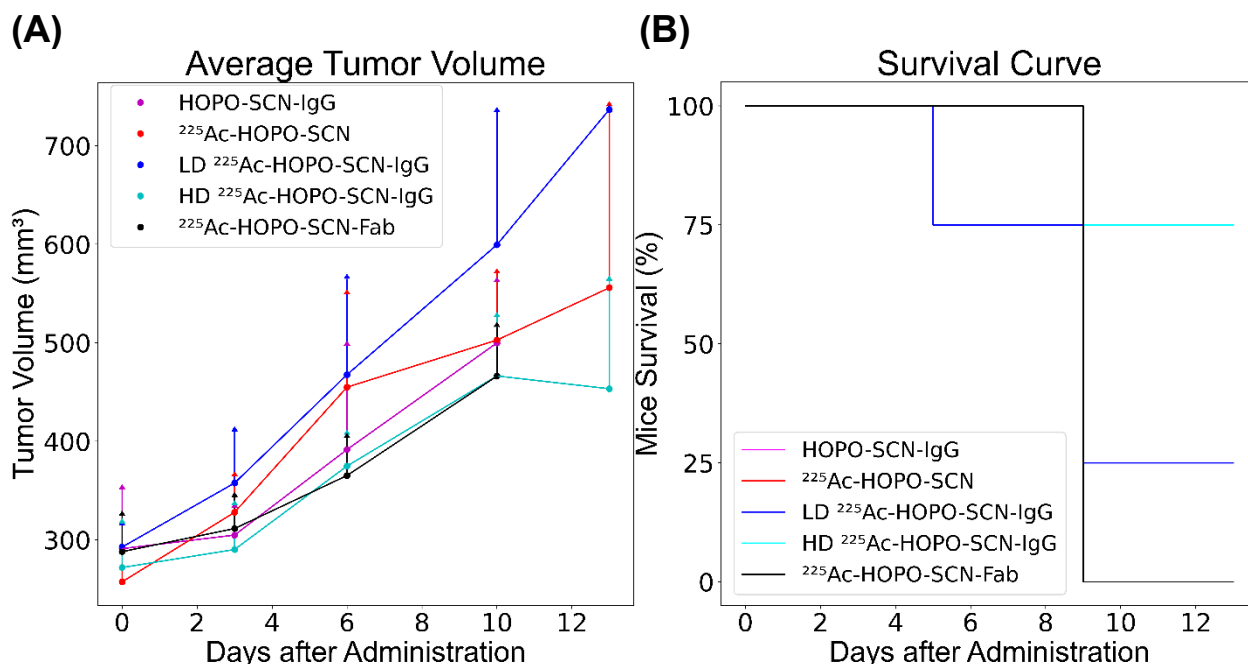 (A)
Average Tumor Volume
HOPO-SCN-IgG
²²⁵Ac-HOPO-SCN
LD ²²⁵Ac-HOPO-SCN-IgG
HD ²²⁵Ac-HOPO-SCN-IgG
²²⁵Ac-HOPO-SCN-Fab
Tumor Volume (mm³)
700
600
500
400
300
0 2 4 6 8 10 12
Days after Administration
(B)
Survival Curve
Mice Survival (%)
100
75
50
25
0
HOPO-SCN-IgG
²²⁵Ac-HOPO-SCN
LD ²²⁵Ac-HOPO-SCN-IgG
HD ²²⁵Ac-HOPO-SCN-IgG
²²⁵Ac-HOPO-SCN-Fab
0 2 4 6 8 10 12
Days after Administration